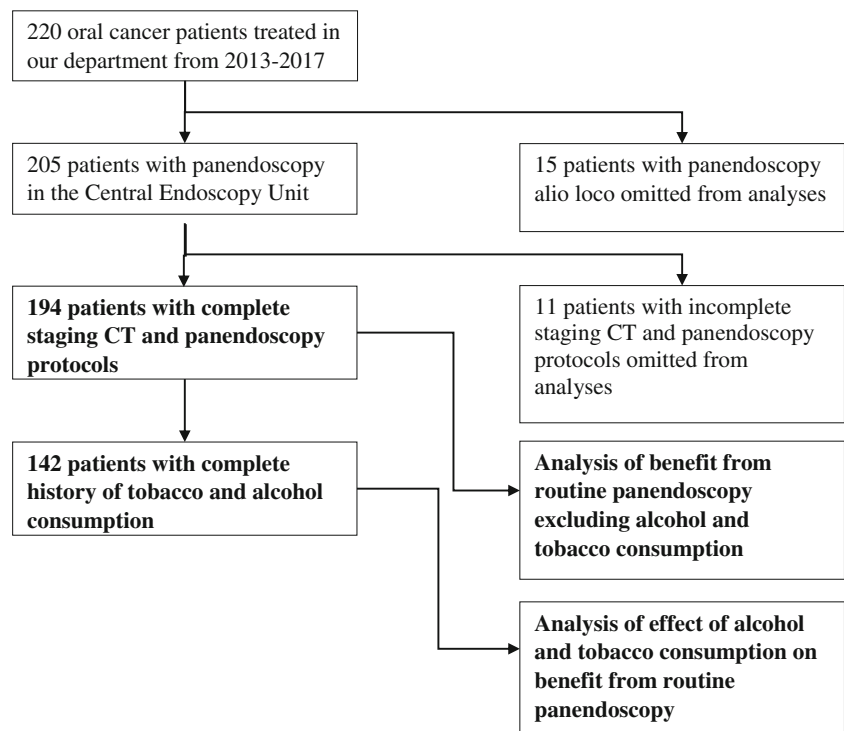 220 oral cancer patients treated in
our department from 2013-2017
205 patients with panendoscopy
in the Central Endoscopy Unit
15 patients with panendoscopy
alio loco omitted from analyses
194 patients with complete
staging CT and panendoscopy
protocols
11 patients with incomplete
staging CT and panendoscopy
protocols omitted from
analyses
142 patients with complete
history of tobacco and alcohol
consumption
Analysis of benefit from
routine panendoscopy
excluding alcohol and
tobacco consumption
Analysis of effect of alcohol
and tobacco consumption on
benefit from routine
panendoscopy